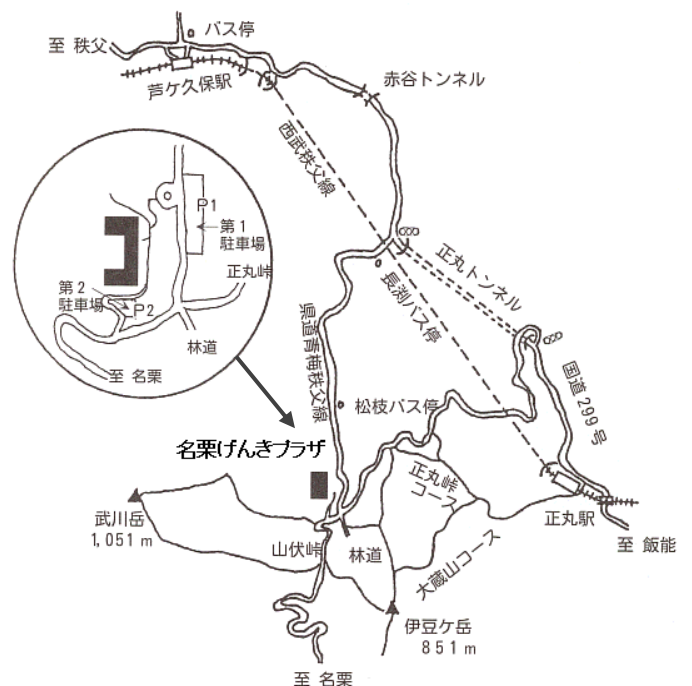 バス停
至 秩父
芦ケ久保駅
赤谷トンネル
西武秩父線
P1
第1
駐車場
正丸峠
第2
駐車場
P2
林道
至 名栗
正丸トンネル
長渕バス停
県道青梅秩父線
国道299号
松枝バス停
名栗げんきプラザ
正丸峠
コース
武川岳
1,051m
山伏峠
林道
大蔵山コース
正丸駅
至 飯能
伊豆ケ岳
851m
至 名栗